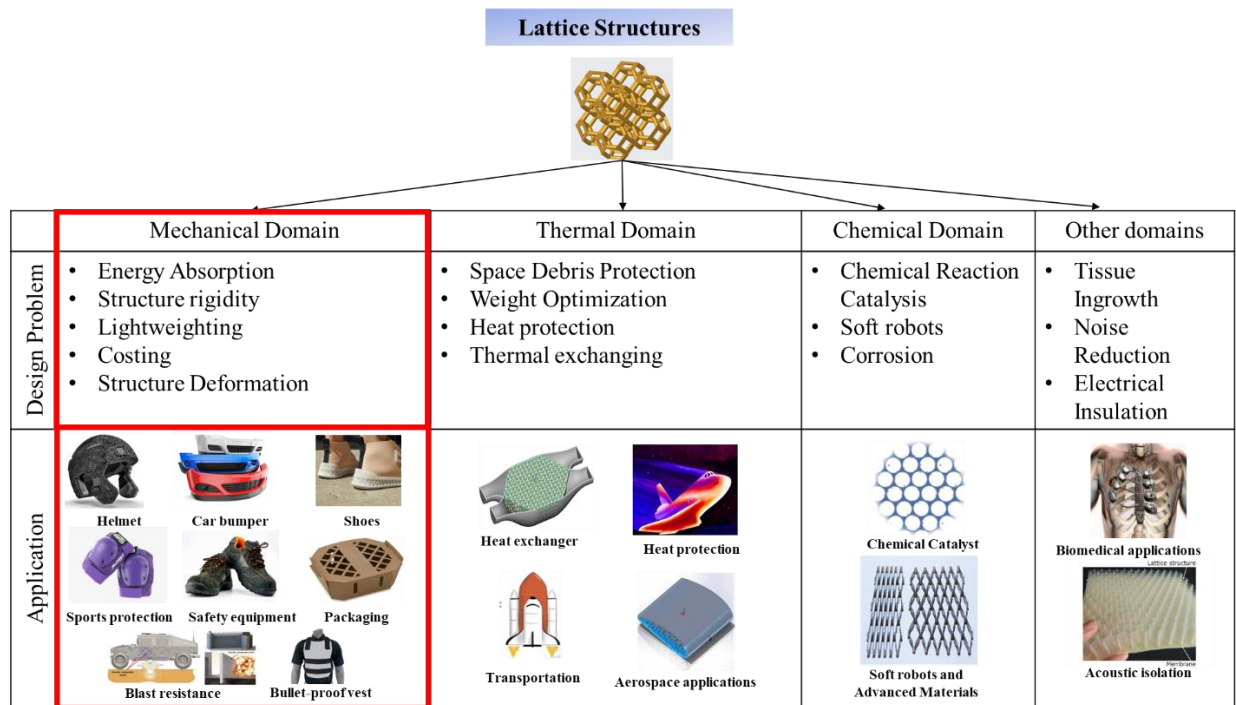 Lattice Structures
Mechanical Domain
Thermal Domain
Chemical Domain
Other domains
Design Problem
• Energy Absorption
• Structure rigidity
• Lightweighting
• Costing
• Structure Deformation
• Space Debris Protection
• Weight Optimization
• Heat protection
• Thermal exchanging
• Chemical Reaction
Catalysis
• Soft robots
• Corrosion
• Tissue
Ingrowth
• Noise
Reduction
• Electrical
Insulation
Application
Helmet
Car bumper
Shoes
Sports protection
Safety equipment
Packaging
Blast resistance
Bullet-proof vest
Heat exchanger
Heat protection
Transportation
Aerospace applications
Chemical Catalyst
Soft robots and
Advanced Materials
Biomedical applications
Lattice structure
Membrane
Acoustic isolation